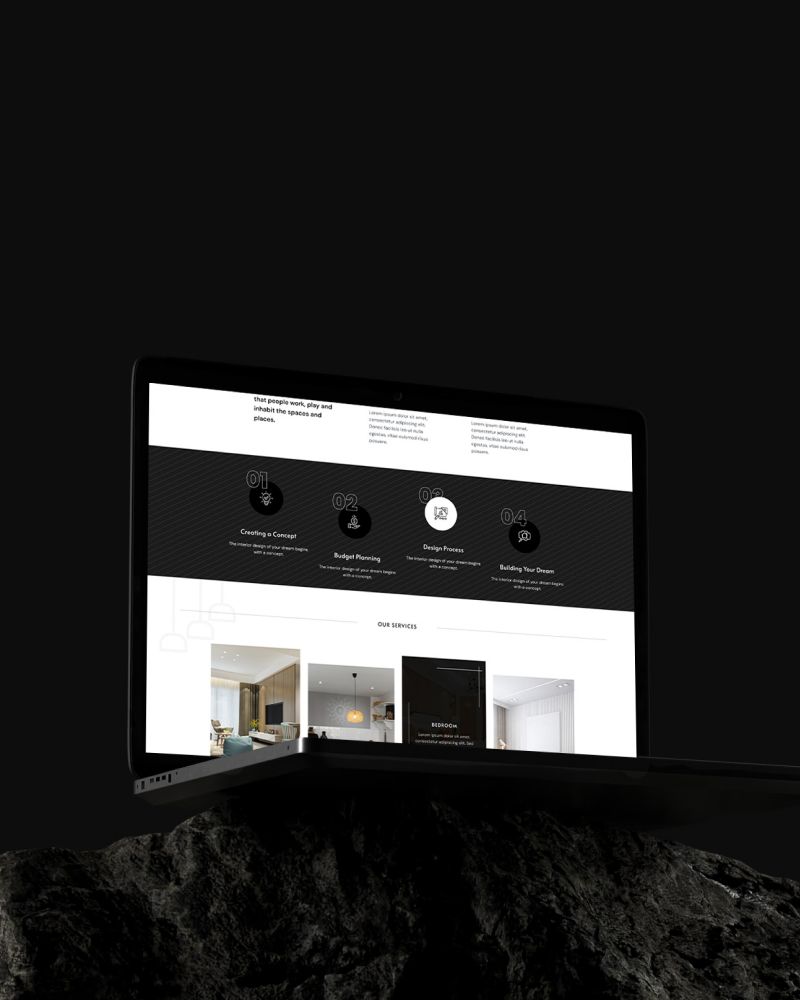 that people work, play and
inhabit the spaces and
places.
Lorem ipsum dolor sit amet,
consectetur adipiscing elit.
Donec facilisis leo ut nulla
egestas, vitae euismod risus
posuere.
Lorem ipsum dolor sit amet,
consectetur adipiscing elit.
Donec facilisis leo ut nulla
egestas, vitae euismod risus
posuere.
01
Creating a Concept
The interior design of your dream begins
with a concept.
02
Budget Planning
The interior design of your dream begins
with a concept.
03
Design Process
The interior design of your dream begins
with a concept.
04
Building Your Dream
The interior design of your dream begins
with a concept.
OUR SERVICES
BEDROOM
Lorem ipsum dolor sit amet,
consectetur adipiscing elit. Sed